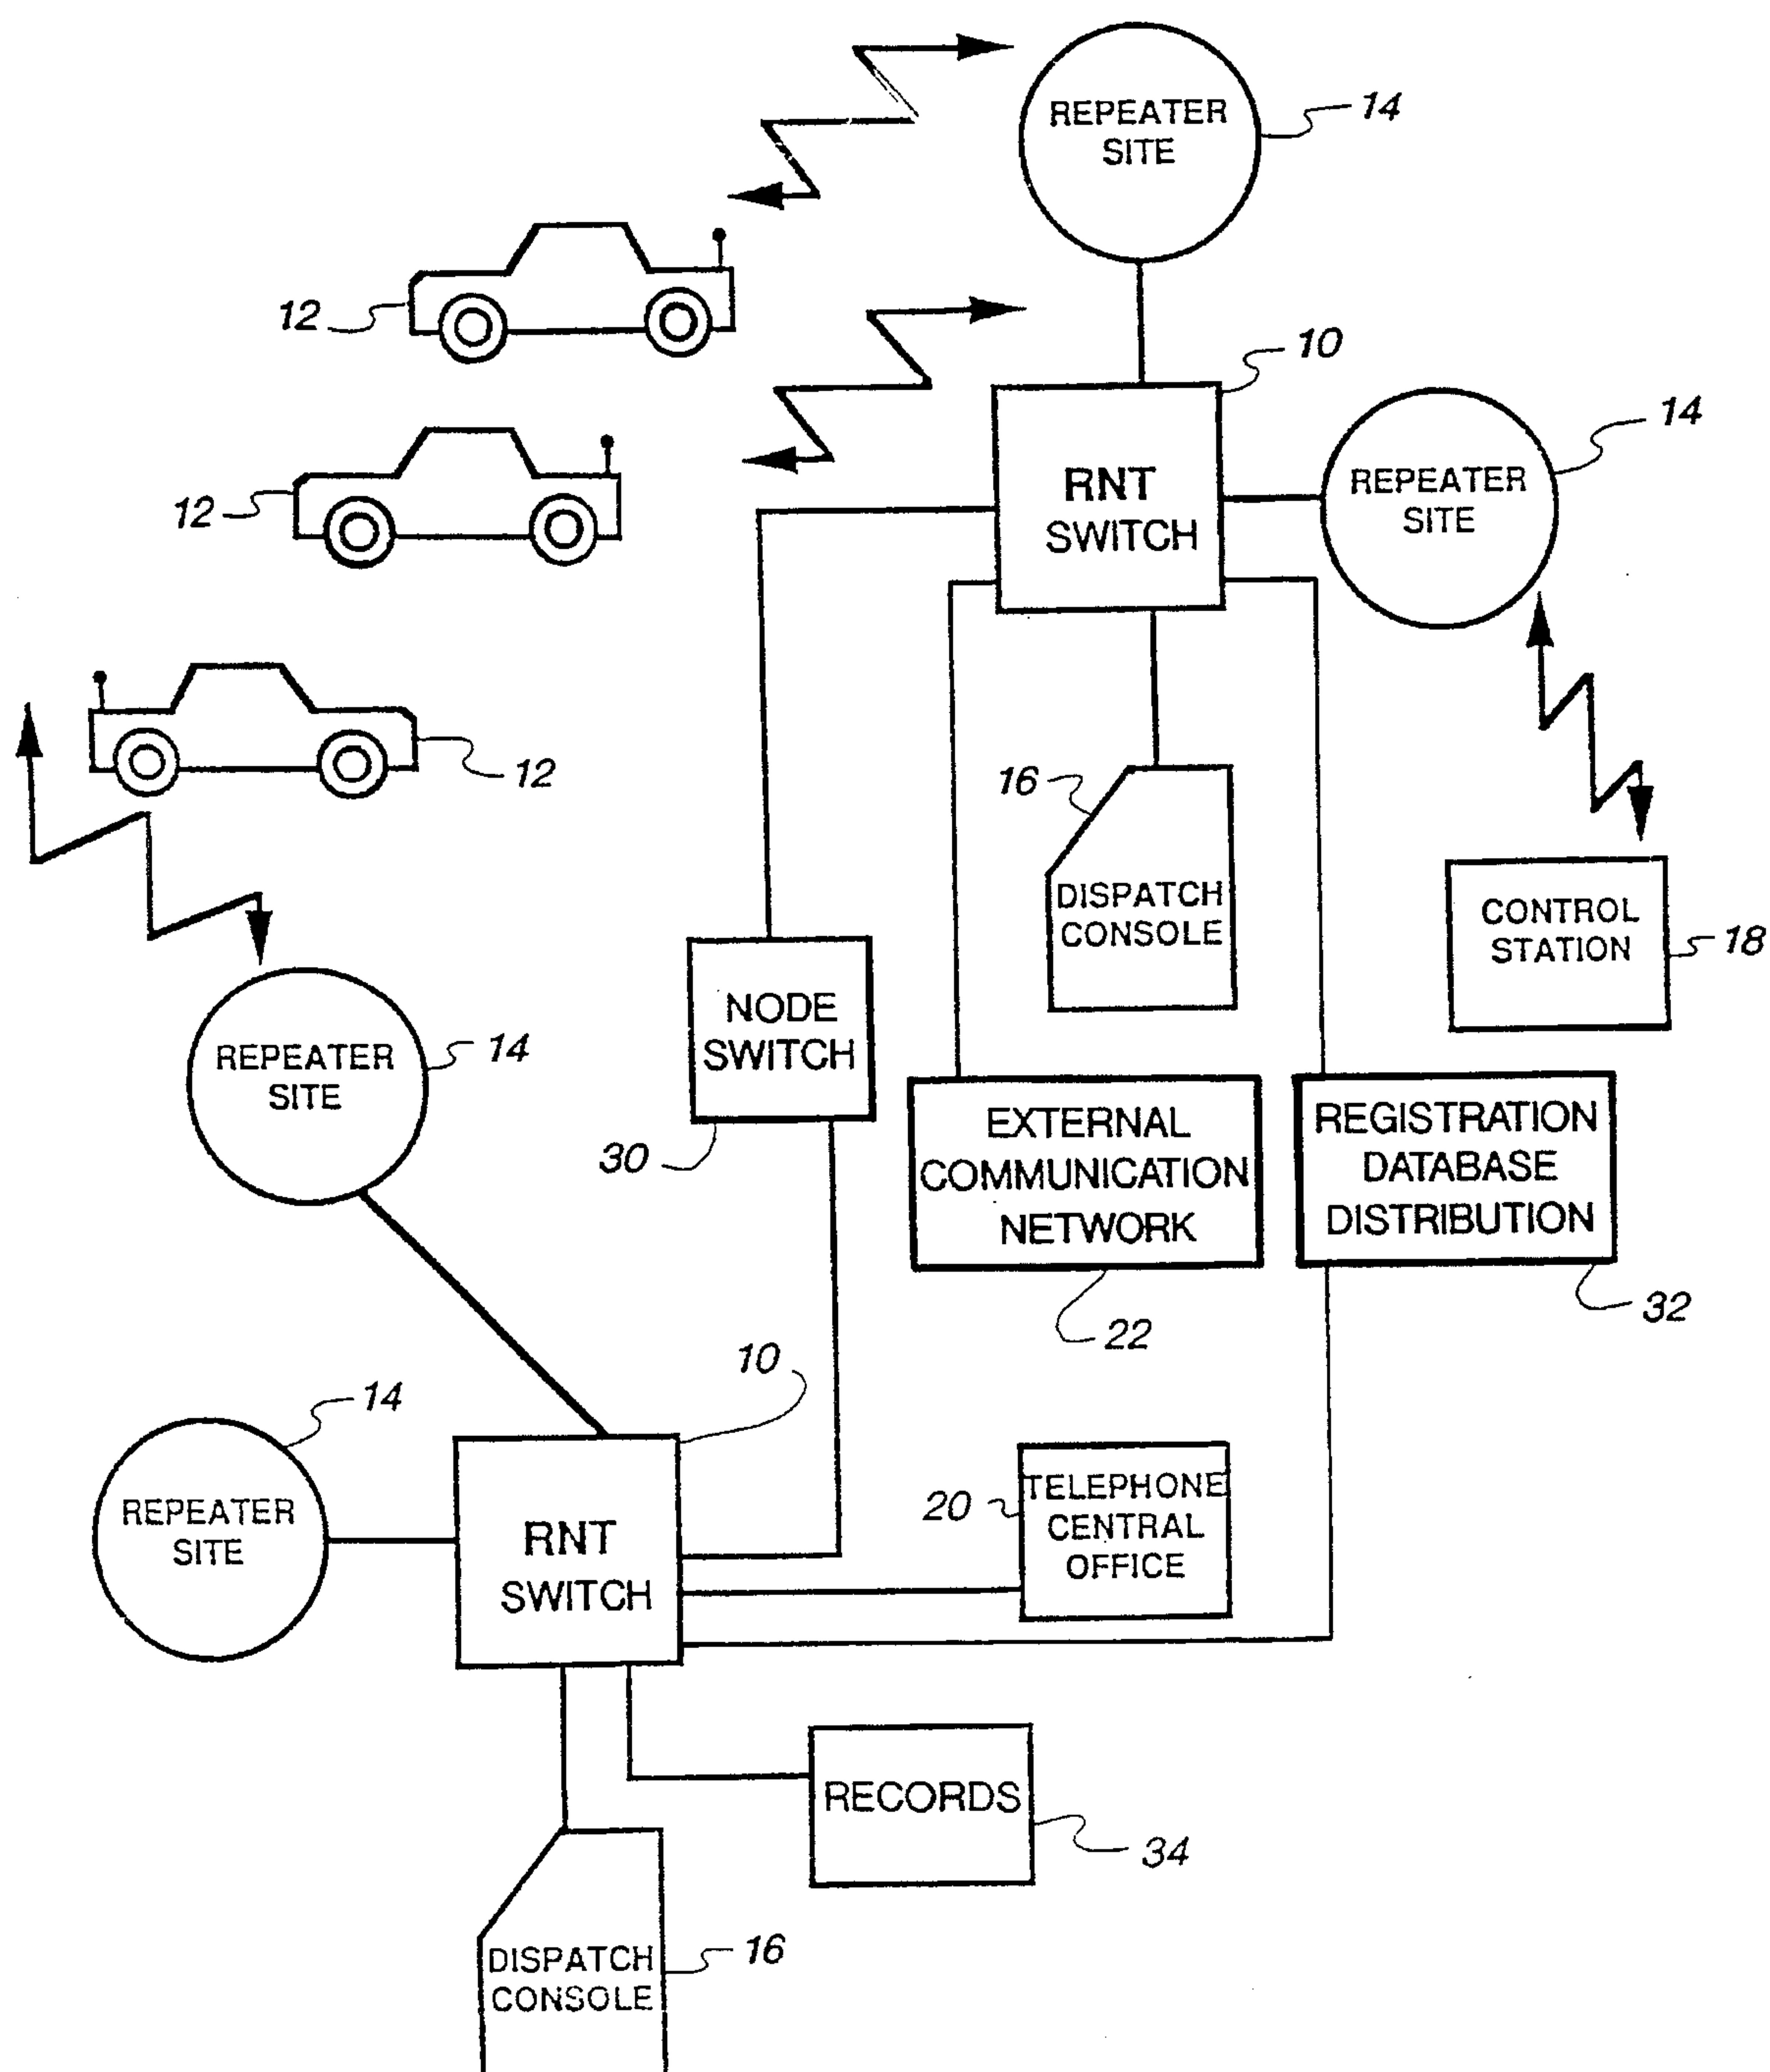 REPEATER
SITE
14
12
10
RNT
SWITCH
REPEATER
SITE
14
12
12
16
DISPATCH
CONSOLE
CONTROL
STATION
18
REPEATER
SITE
14
NODE
SWITCH
30
EXTERNAL
COMMUNICATION
NETWORK
22
REGISTRATION
DATABASE
DISTRIBUTION
32
10
14
REPEATER
SITE
RNT
SWITCH
20
TELEPHONE
CENTRAL
OFFICE
RECORDS
34
DISPATCH
CONSOLE
16